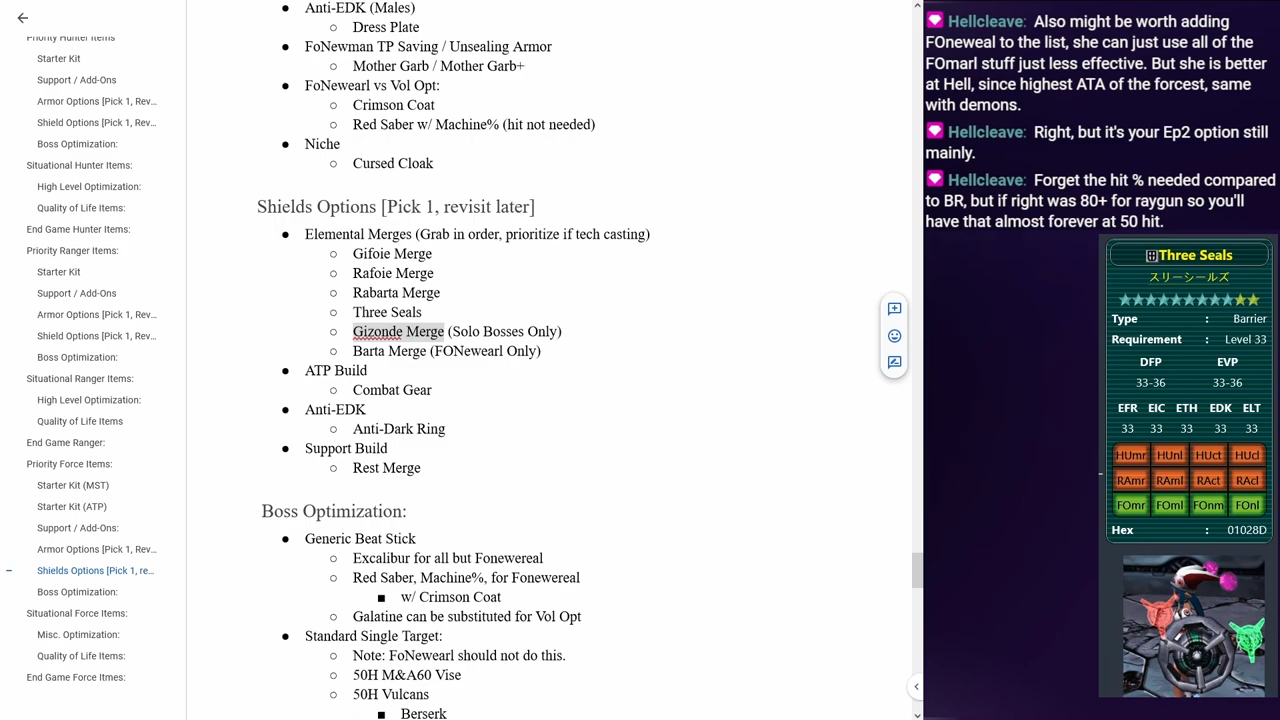 Priority Hunter Items
Starter Kit
Support / Add-Ons
Armor Options [Pick 1, Rev...
Shield Options [Pick 1, Rev...
Boss Optimization:
Situational Hunter Items:
High Level Optimization:
Quality of Life Items:
End Game Hunter Items:
Priority Ranger Items:
Starter Kit
Support / Add-Ons
Armor Options [Pick 1, Rev...
Shield Options [Pick 1, Rev...
Boss Optimization:
Situational Ranger Items:
High Level Optimization:
Quality of Life Items
End Game Ranger:
Priority Force Items:
Starter Kit (MST)
Starter Kit (ATP)
Support / Add-Ons:
Armor Options [Pick 1, Rev...
Shields Options [Pick 1, re...
Boss Optimization:
Situational Force Items:
Misc. Optimization:
Quality of Life Items:
End Game Force Itmes:
Anti-EDK (Males)
Dress Plate
FoNewman TP Saving / Unsealing Armor
Mother Garb / Mother Garb+
FoNewearl vs Vol Opt:
Crimson Coat
Red Saber w/ Machine% (hit not needed)
Niche
Cursed Cloak
Shields Options [Pick 1, revisit later]
Elemental Merges (Grab in order, prioritize if tech casting)
Gifoie Merge
Rafoie Merge
Rabarta Merge
Three Seals
Gizonde Merge (Solo Bosses Only)
Barta Merge (FONewearl Only)
ATP Build
Combat Gear
Anti-EDK
Anti-Dark Ring
Support Build
Rest Merge
Boss Optimization:
Generic Beat Stick
Excalibur for all but Fonewereal
Red Saber, Machine%, for Fonewereal
w/ Crimson Coat
Galatine can be substituted for Vol Opt
Standard Single Target:
Note: FoNewearl should not do this.
50H M&A60 Vise
50H Vulcans
Berserk
Hellcleave: Also might be worth adding
FOneweal to the list, she can just use all of the
FOmarl stuff just less effective. But she is better
at Hell, since highest ATA of the forcest, same
with demons.
Hellcleave: Right, but it's your Ep2 option still
mainly.
Hellcleave: Forget the hit % needed compared
to BR, but if right was 80+ for raygun so you'll
have that almost forever at 50 hit.
Three Seals
スリーシールズ
Type : Barrier
Requirement : Level 33
DFP EVP
33-36 33-36
EFR EIC ETH EDK ELT
33 33 33 33 33
HUmr HUnl HUct HUcl
RAmr RAml RAct RAcl
FOmr FOml FOnm FOnl
Hex : 01028D